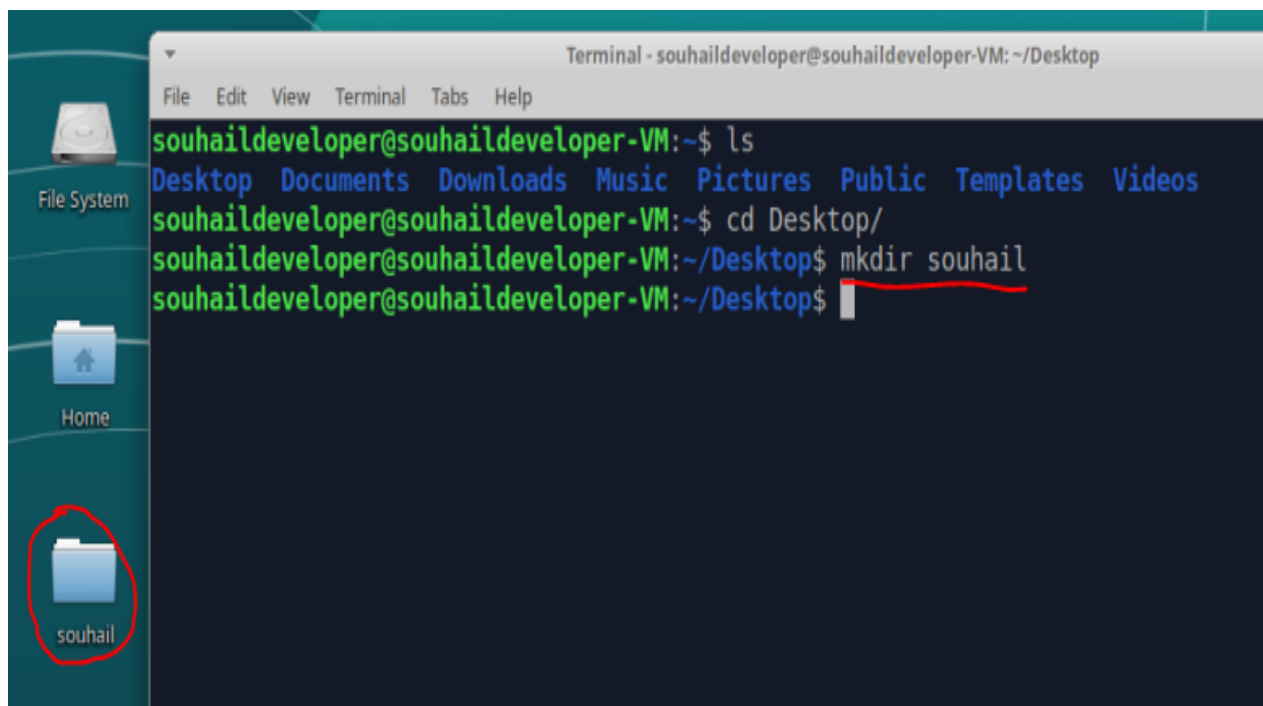 Terminal - souhaildeveloper@souhaildeveloper-VM: ~/Desktop
File Edit View Terminal Tabs Help
souhaildeveloper@souhaildeveloper-VM:~$ ls
Desktop Documents Downloads Music Pictures Public Templates Videos
souhaildeveloper@souhaildeveloper-VM:~$ cd Desktop/
souhaildeveloper@souhaildeveloper-VM:~/Desktop$ mkdir souhail
souhaildeveloper@souhaildeveloper-VM:~/Desktop$
File System
Home
souhail